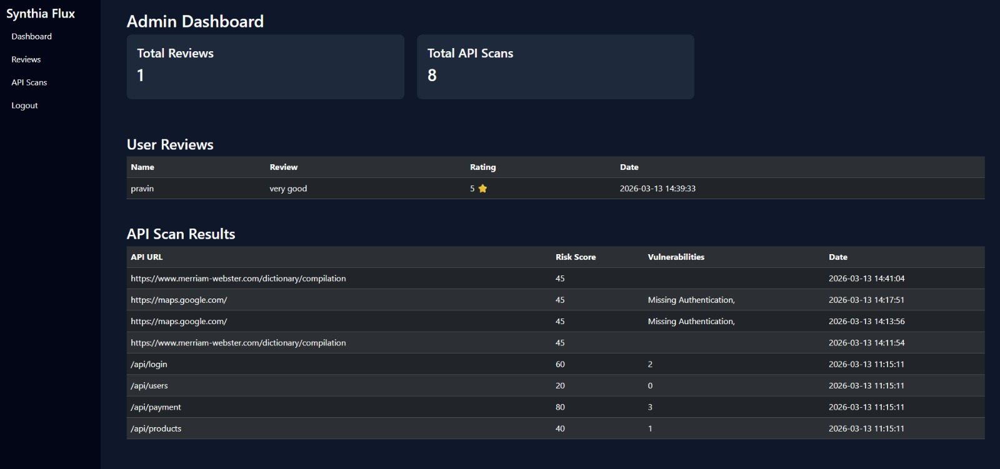 Synthia Flux
Dashboard
Reviews
API Scans
Logout
Admin Dashboard
Total Reviews
1
Total API Scans
8
User Reviews
Name Review Rating Date
pravin very good 5 ⭐ 2026-03-13 14:39:33
API Scan Results
API URL Risk Score Vulnerabilities Date
https://www.merriam-webster.com/dictionary/compilation 45 2026-03-13 14:41:04
https://maps.google.com/ 45 Missing Authentication, 2026-03-13 14:17:51
https://maps.google.com/ 45 Missing Authentication, 2026-03-13 14:13:56
https://www.merriam-webster.com/dictionary/compilation 45 2026-03-13 14:11:54
/api/login 60 2 2026-03-13 11:15:11
/api/users 20 0 2026-03-13 11:15:11
/api/payment 80 3 2026-03-13 11:15:11
/api/products 40 1 2026-03-13 11:15:11